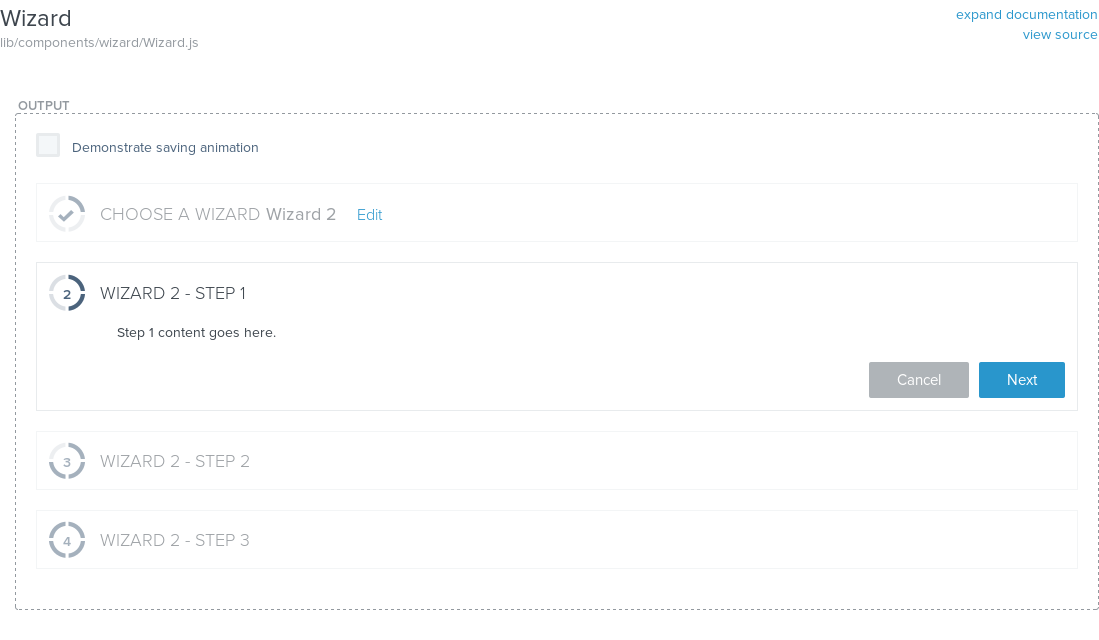 Wizard
expand documentation
lib/components/wizard/Wizard.js
view source
OUTPUT
Demonstrate saving animation
CHOOSE A WIZARD Wizard 2 Edit
2 WIZARD 2 - STEP 1
Step 1 content goes here.
Cancel Next
3 WIZARD 2 - STEP 2
4 WIZARD 2 - STEP 3